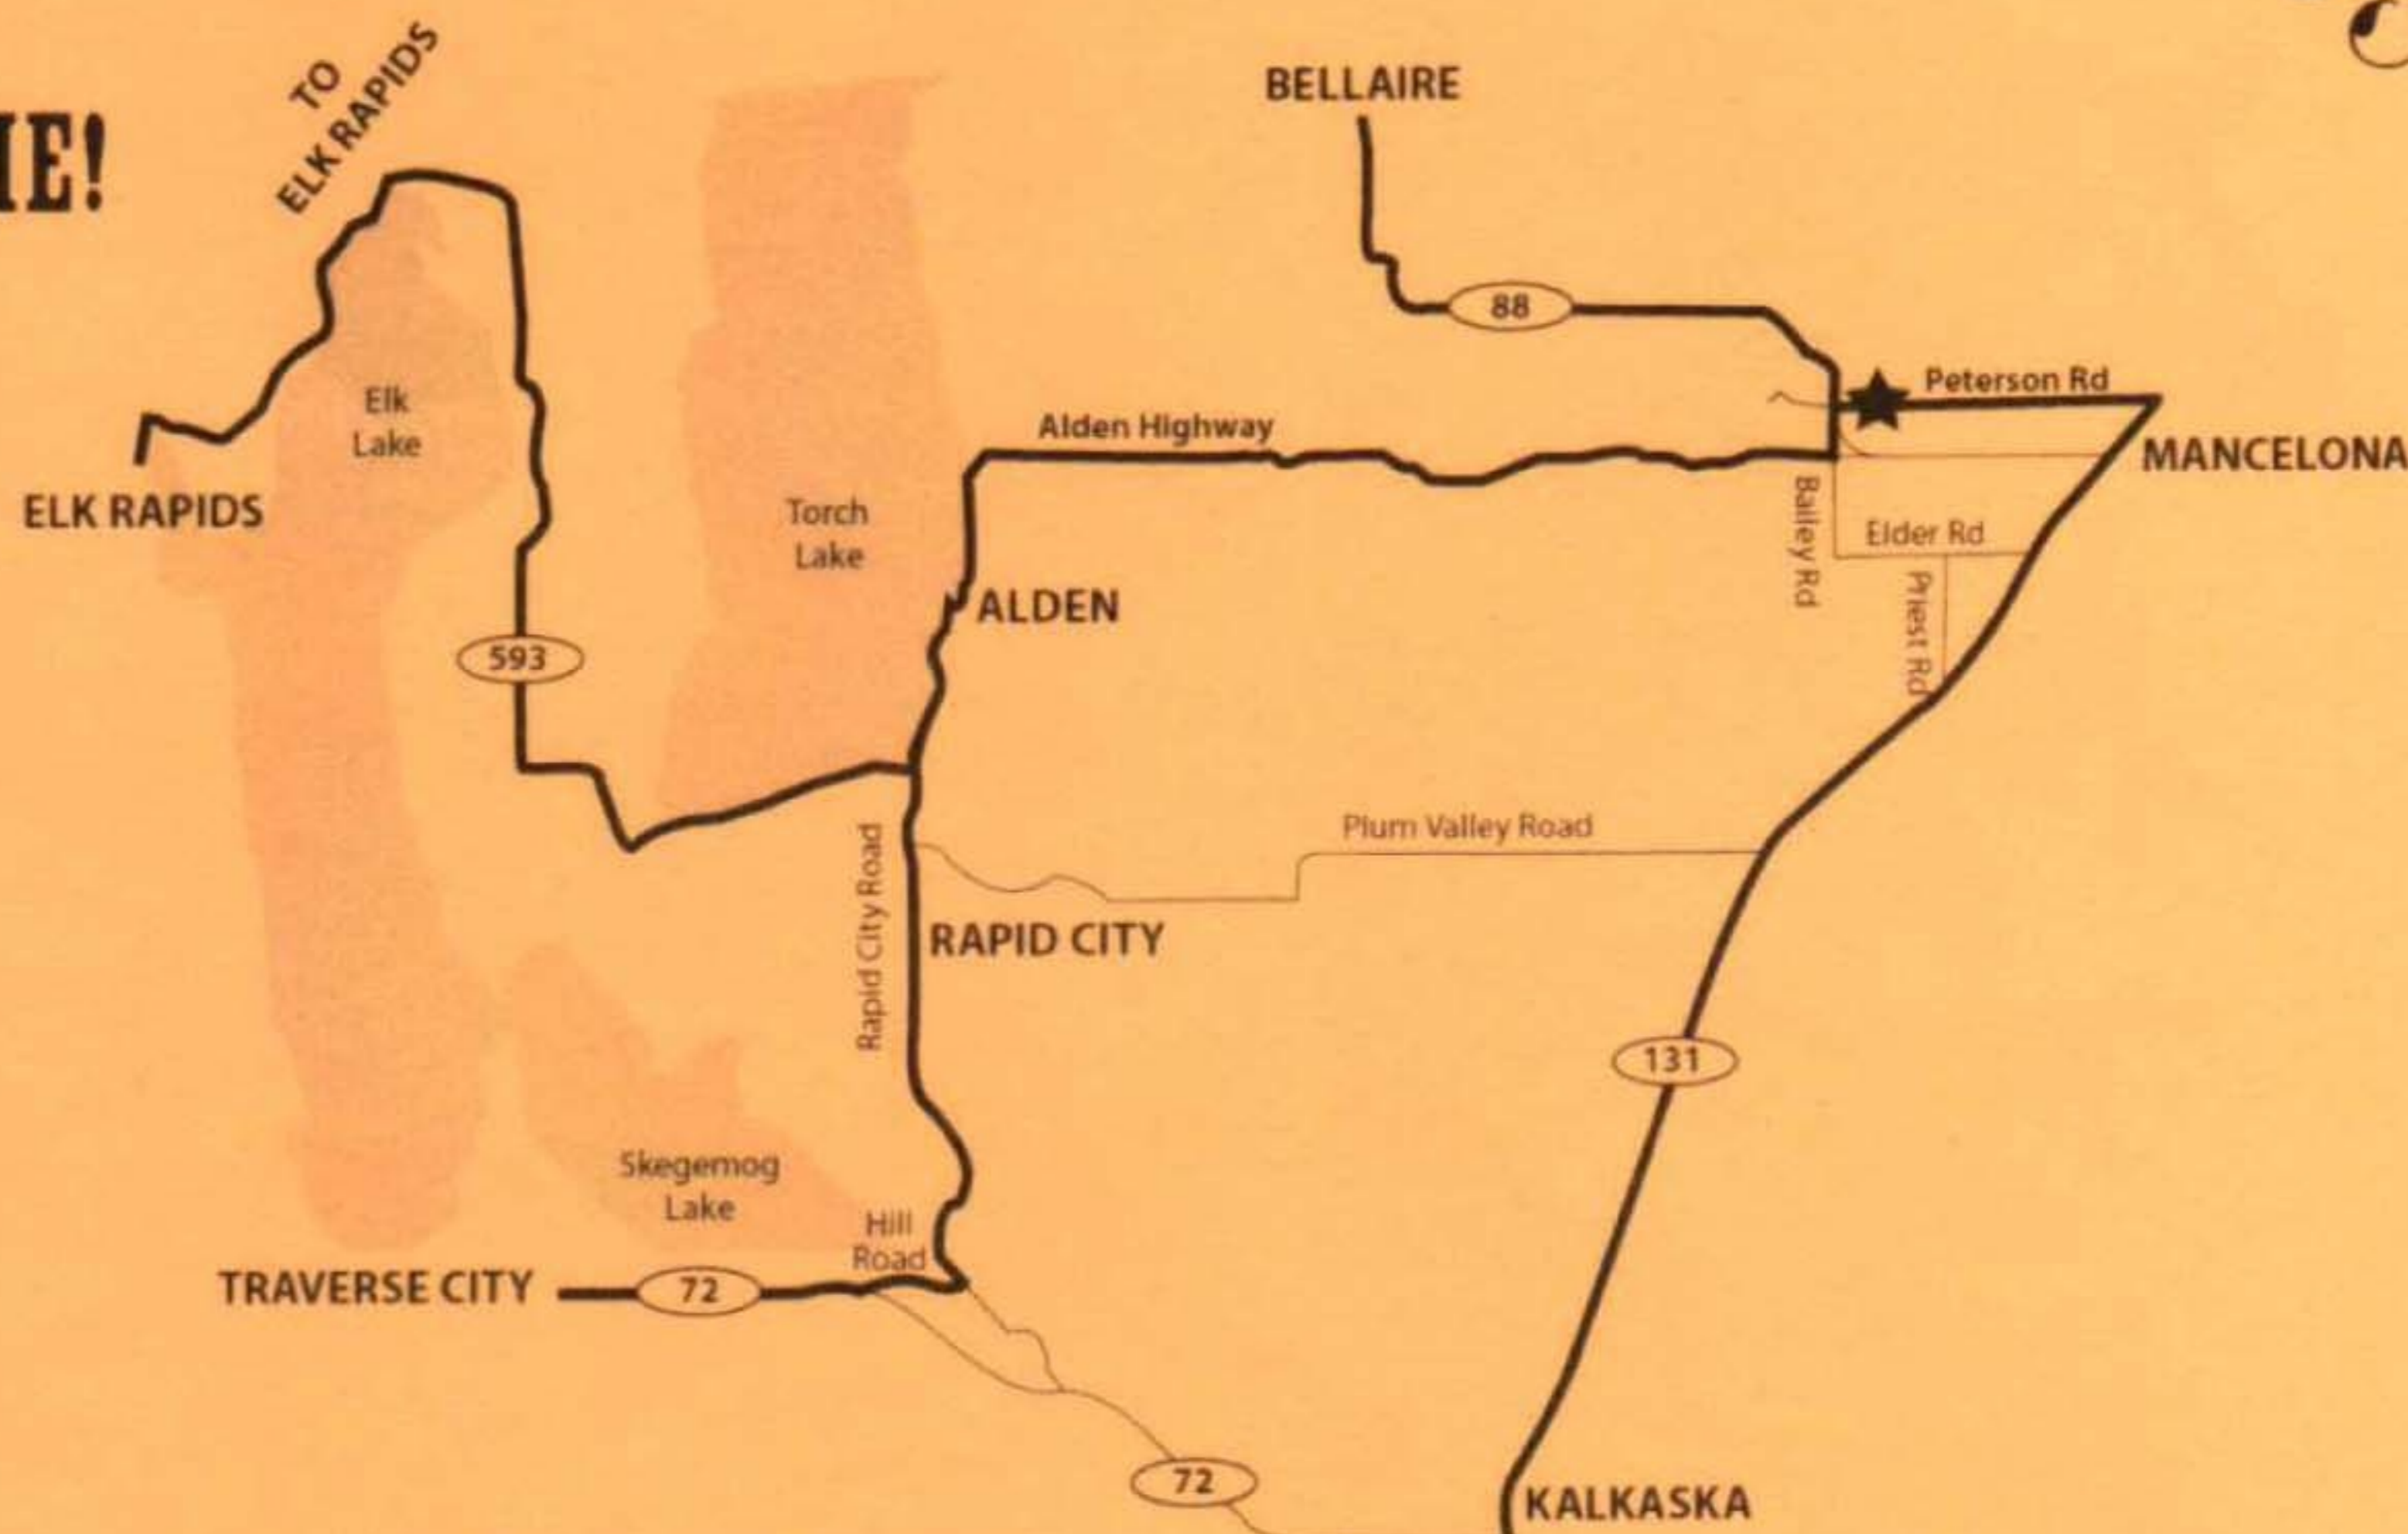 TO
ELK RAPIDS
BELLAIRE
IE!
88
Peterson Rd
Elk
Lake
Alden Highway
MANCELONA
ELK RAPIDS
Torch
Lake
Bailey Rd
Elder Rd
ALDEN
Priest Rd
593
Plum Valley Road
Rapid City Road
RAPID CITY
131
Skegemog
Lake
Hill
Road
TRAVERSE CITY
72
72
KALKASKA